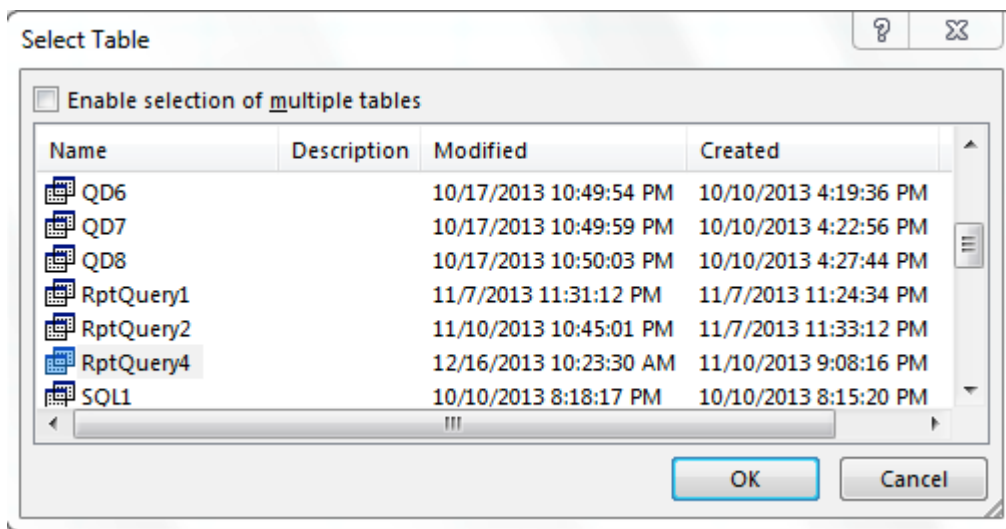 Select Table
Enable selection of multiple tables
Name Description Modified Created
QD6 10/17/2013 10:49:54 PM 10/10/2013 4:19:36 PM
QD7 10/17/2013 10:49:59 PM 10/10/2013 4:22:56 PM
QD8 10/17/2013 10:50:03 PM 10/10/2013 4:27:44 PM
RptQuery1 11/7/2013 11:31:12 PM 11/7/2013 11:24:34 PM
RptQuery2 11/10/2013 10:45:01 PM 11/7/2013 11:33:12 PM
RptQuery4 12/16/2013 10:23:30 AM 11/10/2013 9:08:16 PM
SQL1 10/10/2013 8:18:17 PM 10/10/2013 8:15:20 PM
OK Cancel